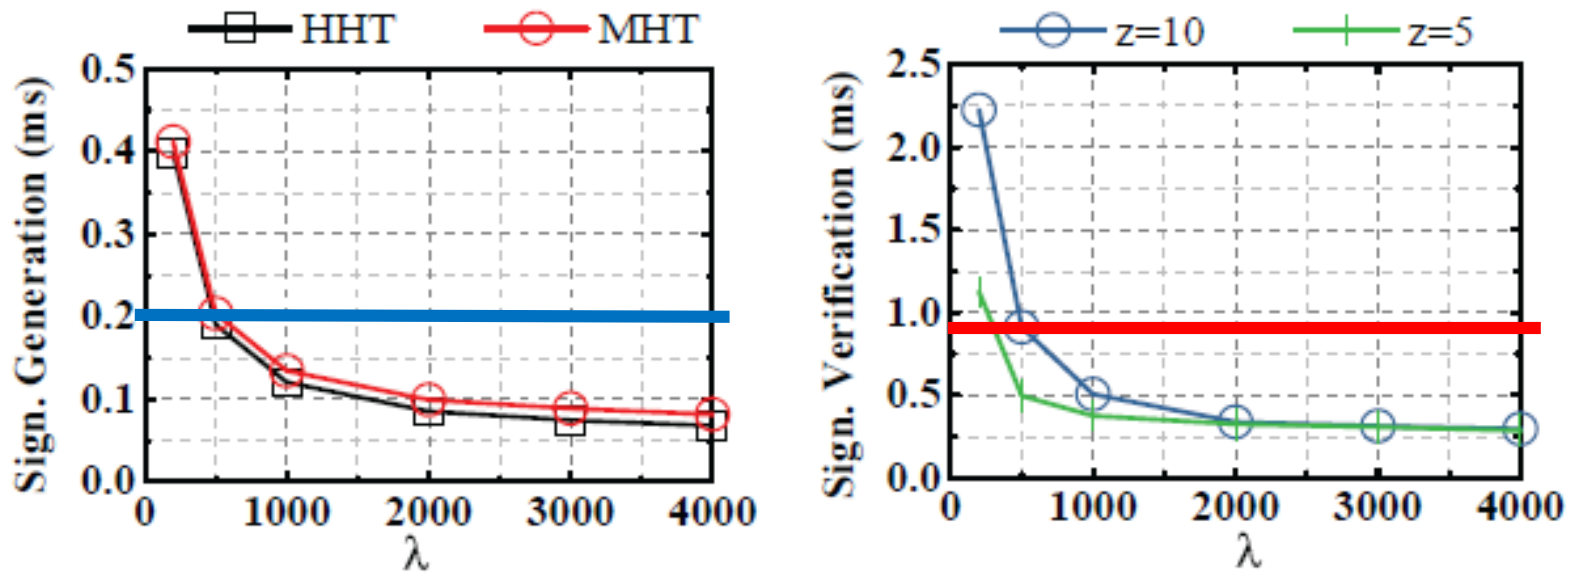 HHT MHT
Sign. Generation (ms)
0.5
0.4
0.3
0.2
0.1
0.0
0 1000 2000 3000 4000
λ
z=10 z=5
Sign. Verification (ms)
2.5
2.0
1.5
1.0
0.5
0.0
0 1000 2000 3000 4000
λ